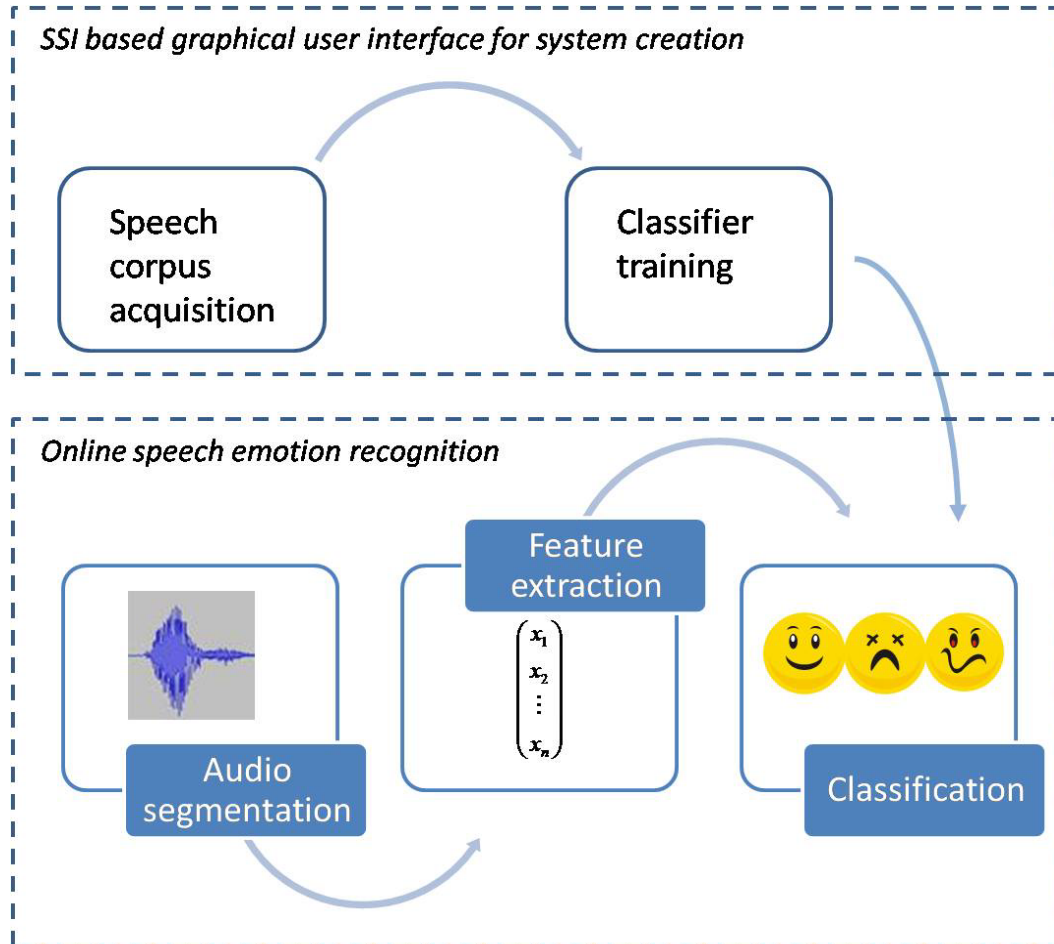 SSI based graphical user interface for system creation
Speech
corpus
acquisition
Classifier
training
Online speech emotion recognition
Audio
segmentation
Feature
extraction
x₁
x₂
⋮
xₙ
Classification